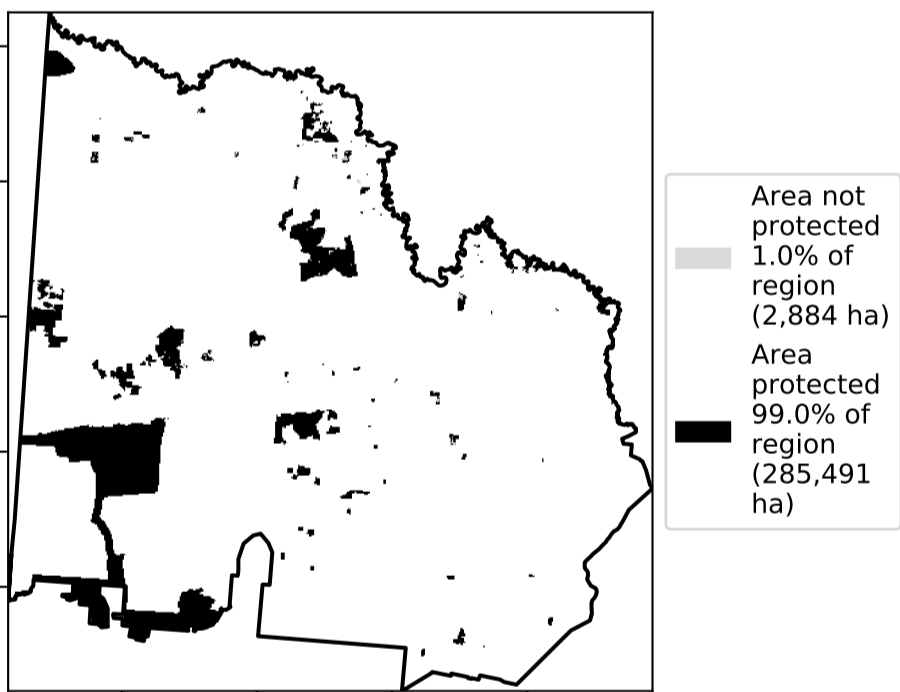 Area not
protected
1.0% of
region
(2,884 ha)
Area
protected
99.0% of
region
(285,491
ha)